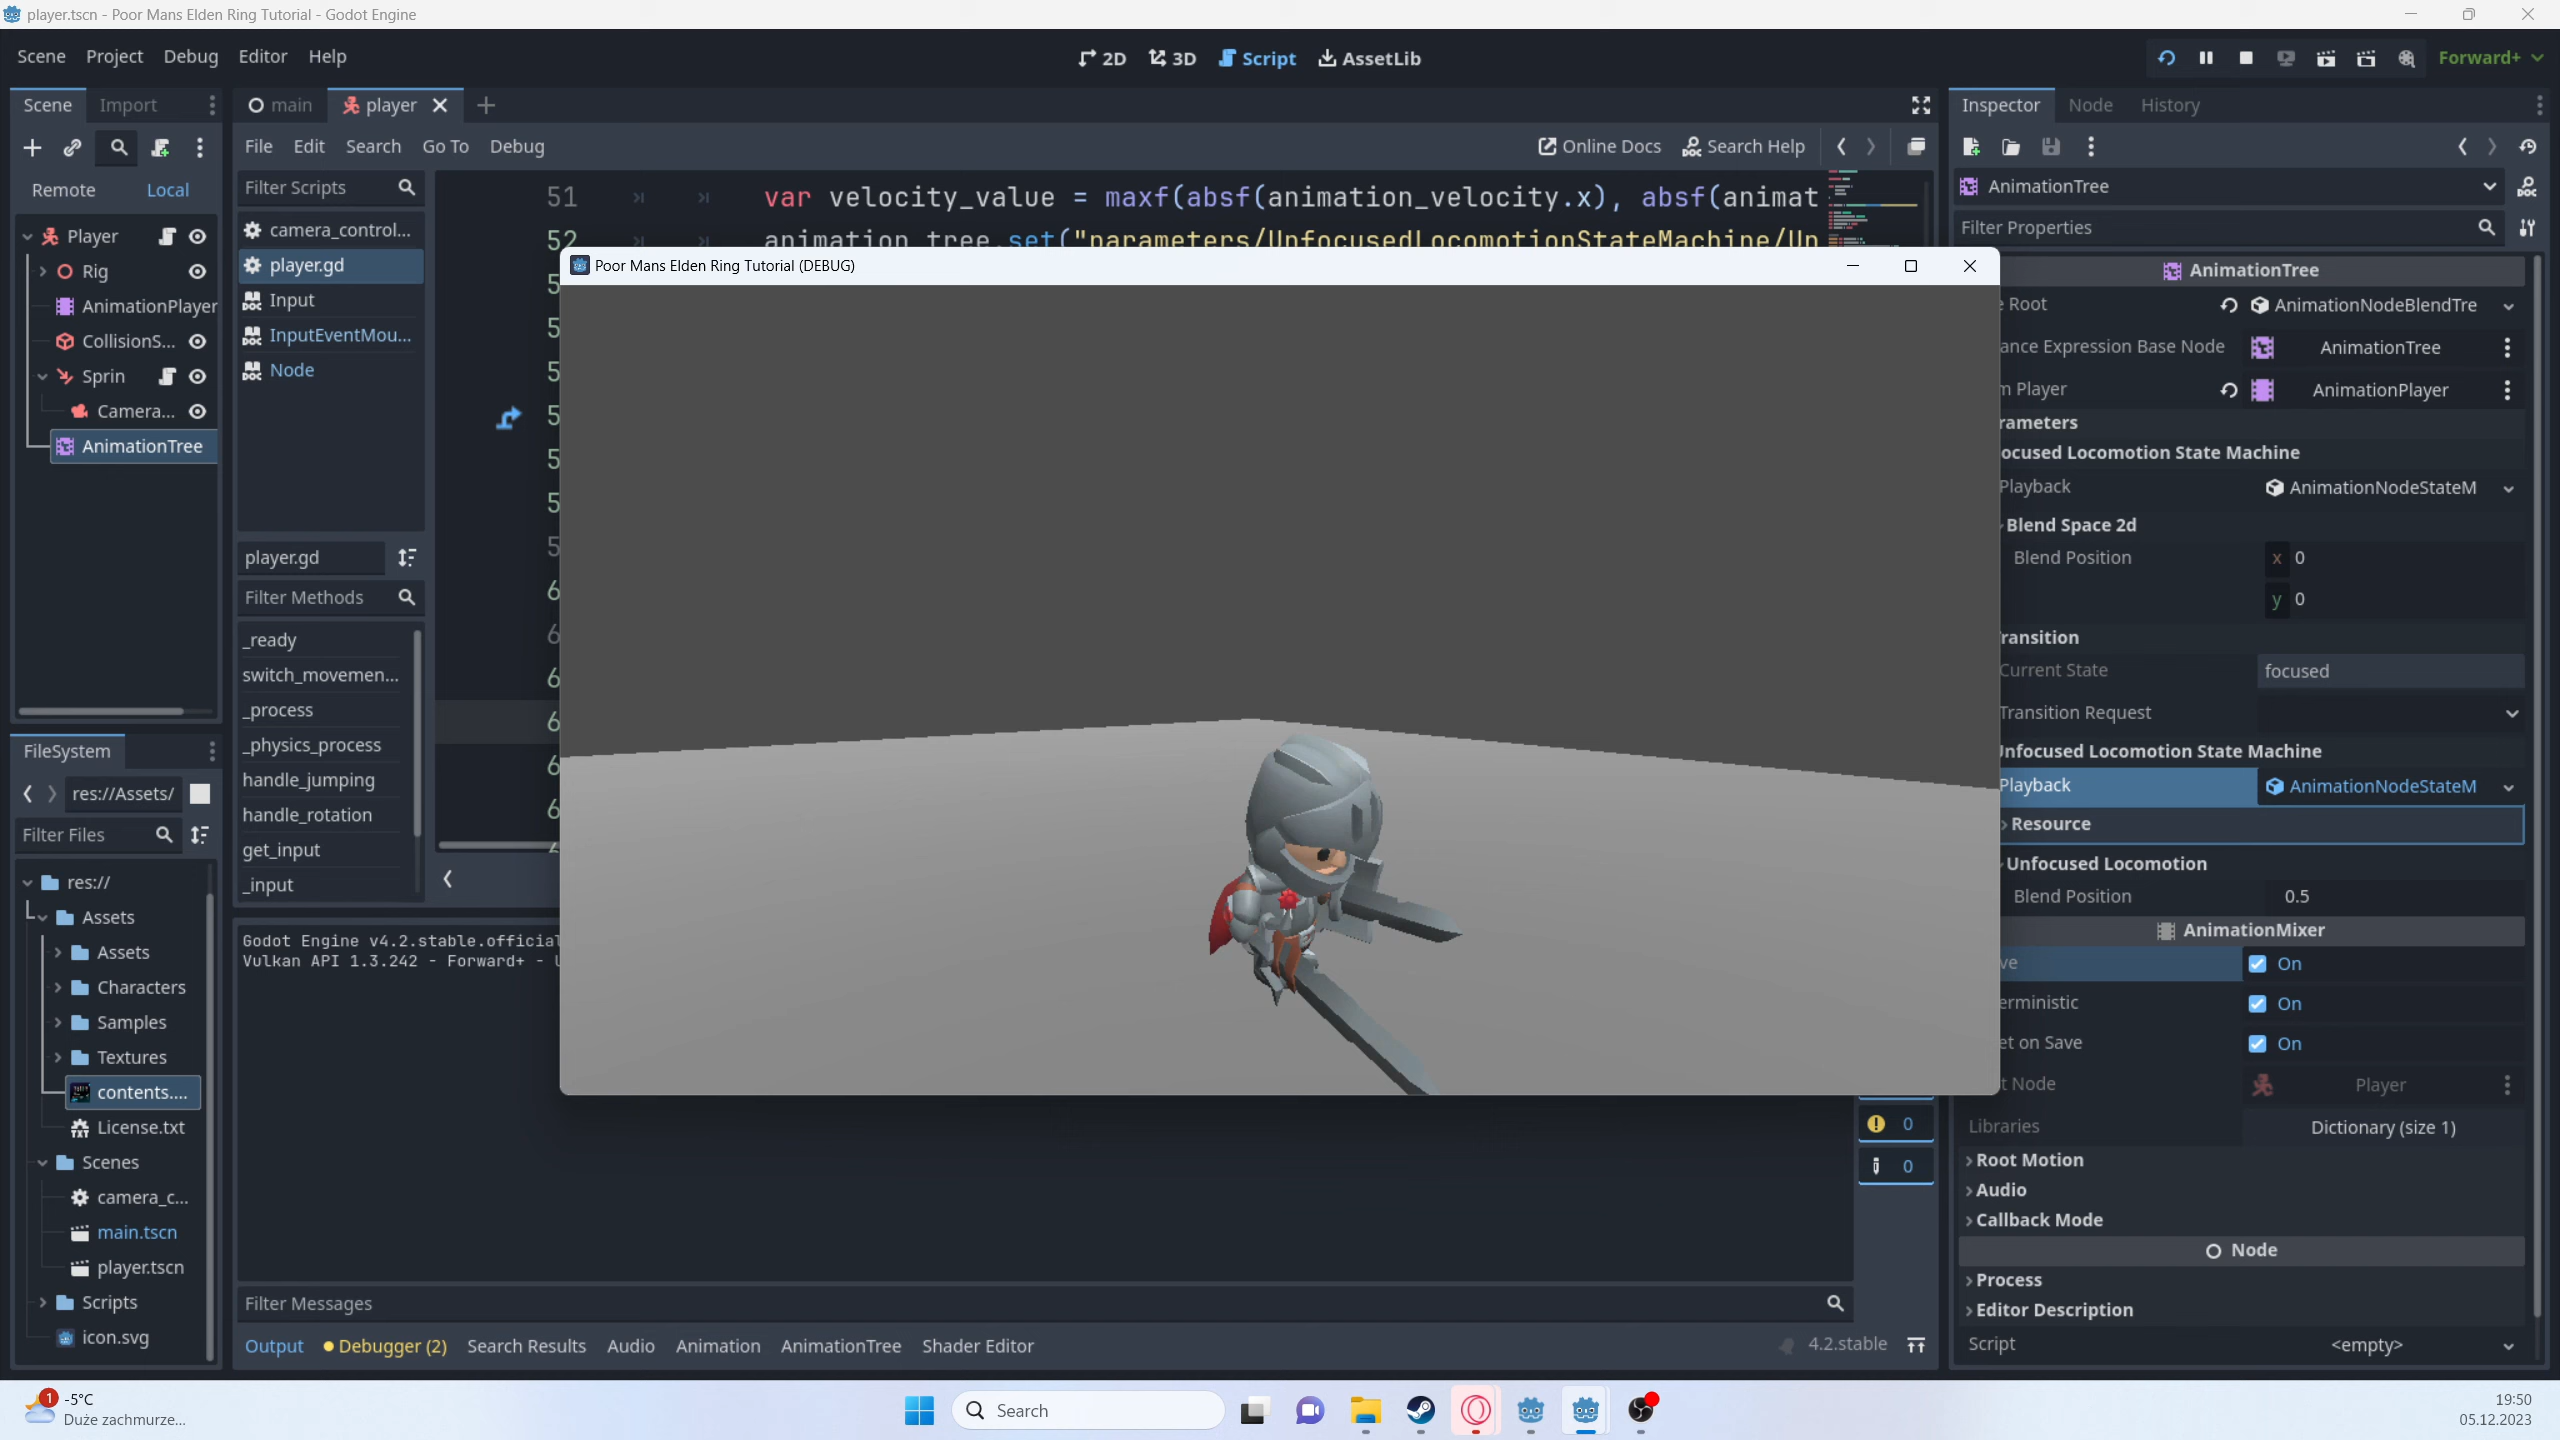 player.tscn - Poor Mans Elden Ring Tutorial - Godot Engine
Scene Project Debug Editor Help
2D 3D Script AssetLib
Forward+
Scene Import
Remote Local
Player
Rig
AnimationPlayer
CollisionS...
Sprin
Camera...
AnimationTree
FileSystem
res://Assets/
Filter Files
res://
Assets
Assets
Characters
Samples
Textures
contents....
License.txt
Scenes
camera_c...
main.tscn
player.tscn
Scripts
icon.svg
main player
File Edit Search Go To Debug
Online Docs Search Help
Filter Scripts
camera_control...
player.gd
Input
InputEventMou...
Node
player.gd
Filter Methods
_ready
switch_movemen...
_process
_physics_process
handle_jumping
handle_rotation
get_input
_input
51 var velocity_value = maxf(absf(animation_velocity.x), absf(animat
52 animation_tree.set("parameters/UnfocusedLocomotionStateMachine/Un
Poor Mans Elden Ring Tutorial (DEBUG)
Godot Engine v4.2.stable.official
Vulkan API 1.3.242 - Forward+ -
0
0
Filter Messages
Output Debugger (2) Search Results Audio Animation AnimationTree Shader Editor
4.2.stable
Inspector Node History
AnimationTree
Filter Properties
AnimationTree
Root AnimationNodeBlendTre
ance Expression Base Node AnimationTree
m Player AnimationPlayer
rameters
ocused Locomotion State Machine
Playback AnimationNodeStateM
Blend Space 2d
Blend Position x 0
y 0
ransition
Current State focused
Transition Request
Unfocused Locomotion State Machine
Playback AnimationNodeStateM
Resource
Unfocused Locomotion
Blend Position 0.5
AnimationMixer
ve On
erministic On
et on Save On
t Node Player
Libraries Dictionary (size 1)
Root Motion
Audio
Callback Mode
Node
Process
Editor Description
Script <empty>
1 -5°C
Duże zachmurze...
Search
19:50
05.12.2023